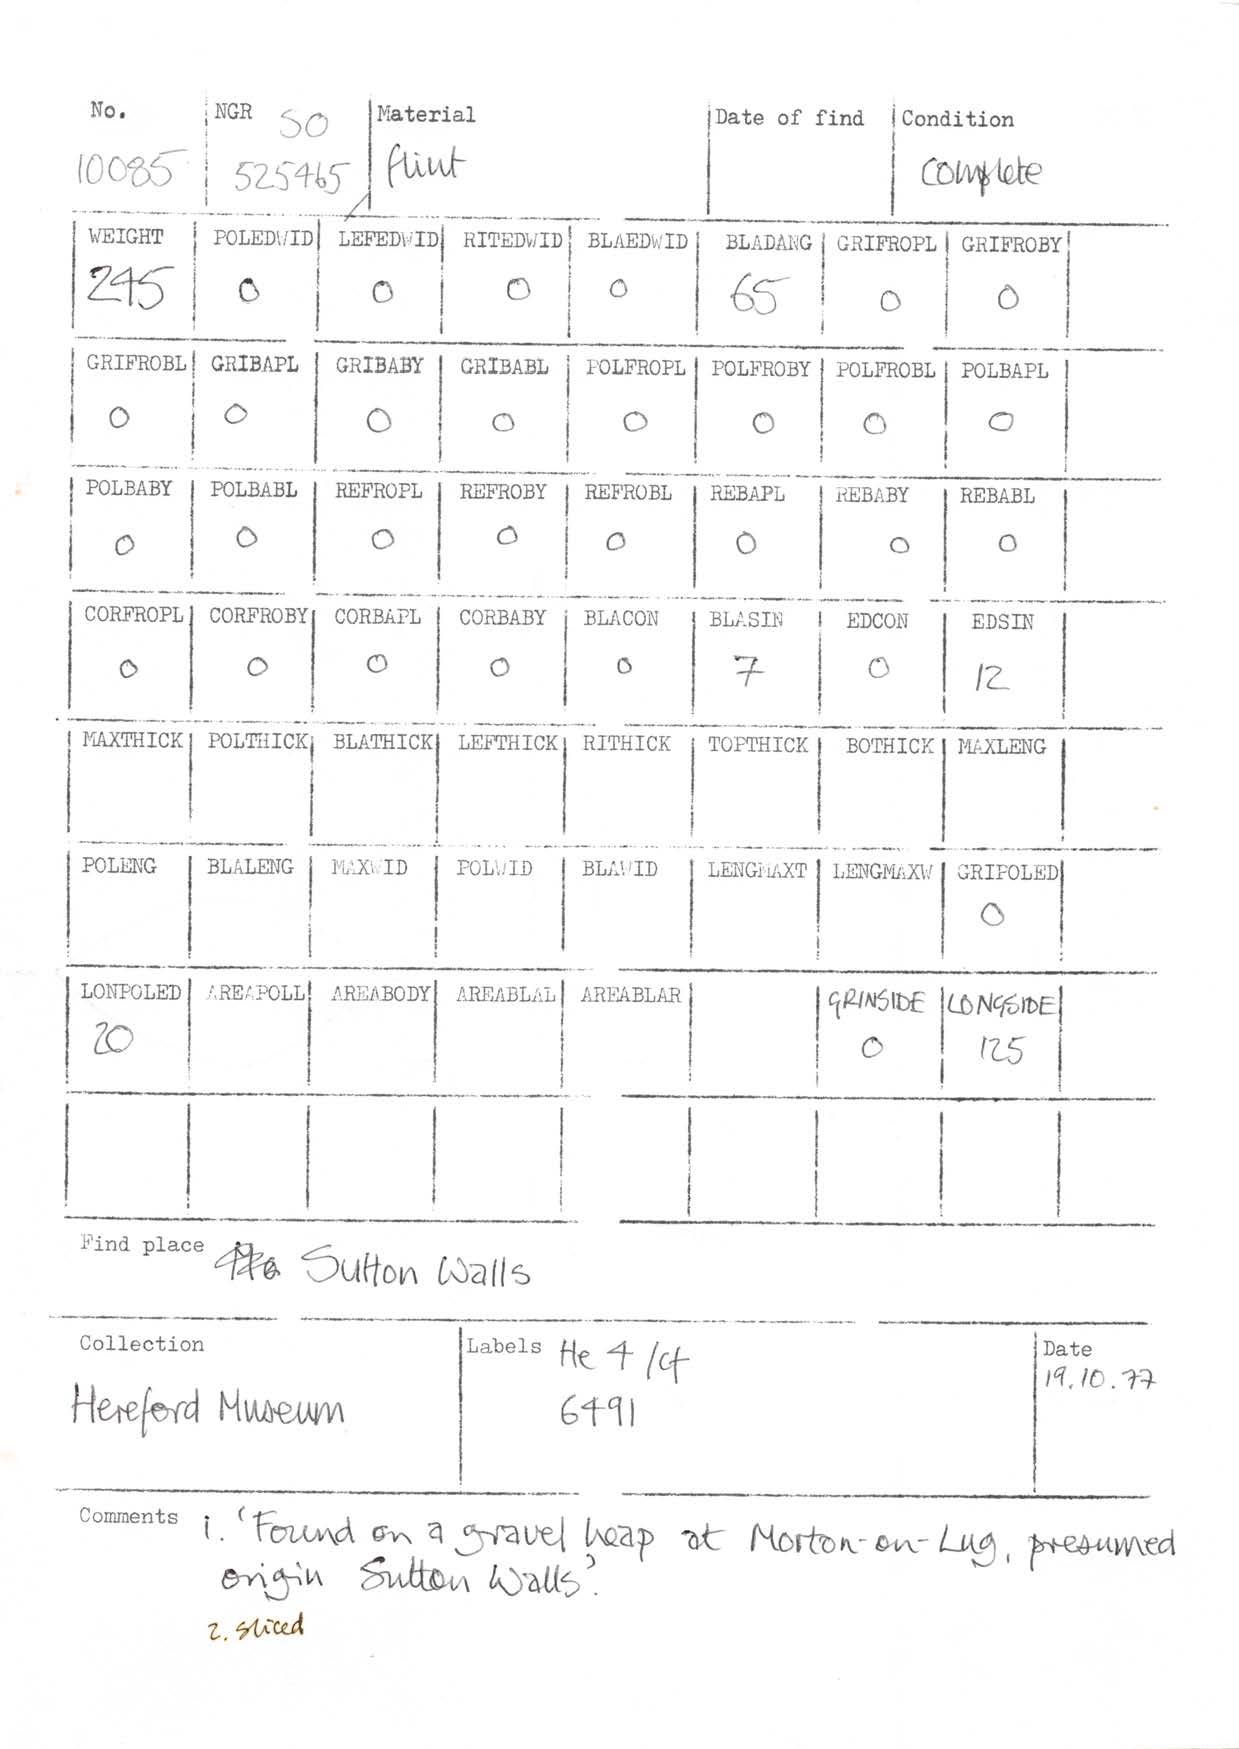 No. NGR SO Material Date of find Condition
10085 525465 flint complete
WEIGHT POLEDWID LEFEDWID RITEDWID BLAEDWID BLADANG GRIFROPL GRIFROBY
245 0 0 0 0 65 0 0
GRIFROBL GRIBAPL GRIBABY GRIBABL POLFROPL POLFROBY POLFROBL POLBAPL
0 0 0 0 0 0 0 0
POLBABY POLBABL REFROPL REFROBY REFROBL REBAPL REBABY REBABL
0 0 0 0 0 0 0 0
CORFROPL CORFROBY CORBAPL CORBABY BLACON BLASIN EDCON EDSIN
0 0 0 0 0 7 0 12
MAXTHICK POLTHICK BLATHICK LEFTHICK RITHICK TOPTHICK BOTHICK MAXLENG
POLENG BLALENG MAXWID POLWID BLAWID LENGMAXT LENGMAXW GRIPOLED
0
LONPOLED AREAPOLL AREABODY AREABLAL AREABLAR GRINSIDE LONGSIDE
20 0 125
Find place Sutton Walls
Collection Labels He 4 /cf Date
19.10.77
Hereford Museum 6491
Comments 1. 'Found on a gravel heap at Morton-on-Lug, presumed
origin Sutton Walls'.
2. sliced